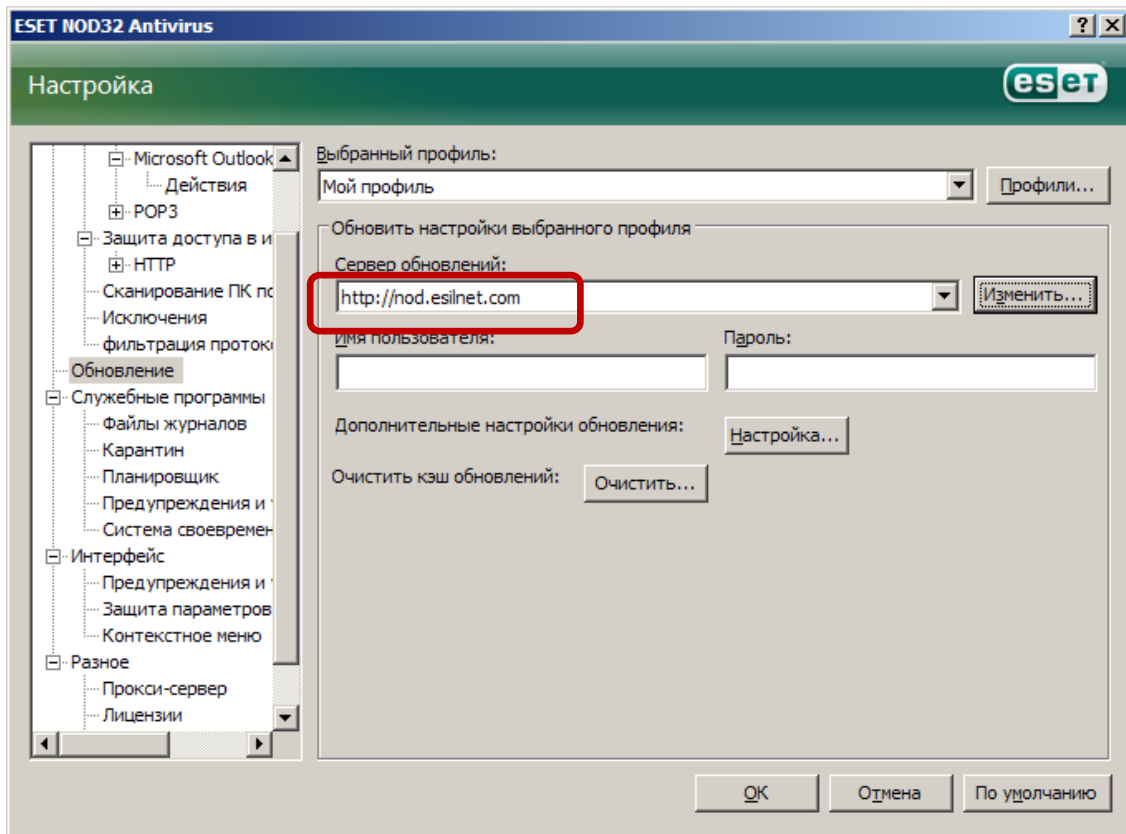 ESET NOD32 Antivirus
Настройка
eset
Microsoft Outlook
Действия
POP3
Защита доступа в и
HTTP
Сканирование ПК по
Исключения
фильтрация проток
Обновление
Служебные программы
Файлы журналов
Карантин
Планировщик
Предупреждения и
Система своевремен
Интерфейс
Предупреждения и
Защита параметров
Контекстное меню
Разное
Прокси-сервер
Лицензии
Выбранный профиль:
Мой профиль
Профили...
Обновить настройки выбранного профиля
Сервер обновлений:
http://nod.esilnet.com
Изменить...
Имя пользователя:
Пароль:
Дополнительные настройки обновления:
Настройка...
Очистить кэш обновлений:
Очистить...
OK
Отмена
По умолчанию